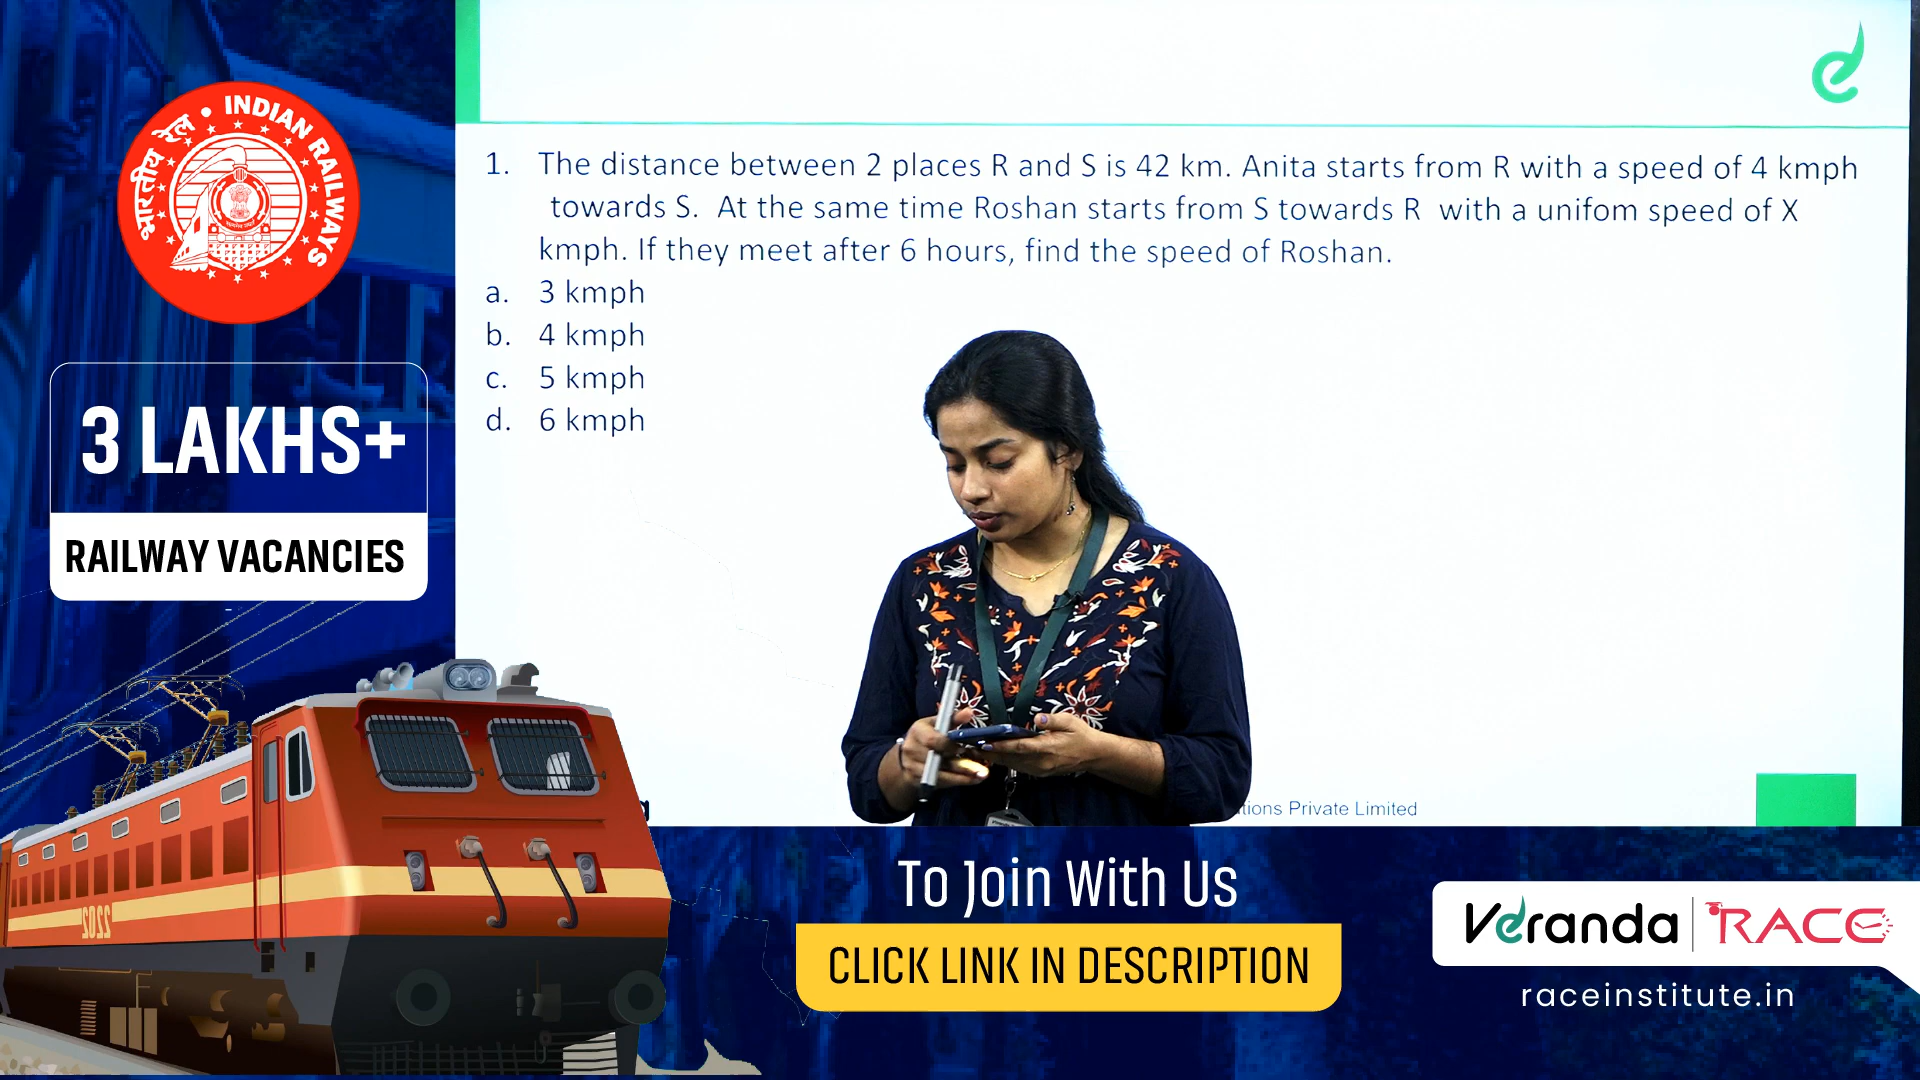 भारतीय रेल • INDIAN RAILWAYS
3 LAKHS+
RAILWAY VACANCIES
1. The distance between 2 places R and S is 42 km. Anita starts from R with a speed of 4 kmph
towards S. At the same time Roshan starts from S towards R with a unifom speed of X
kmph. If they meet after 6 hours, find the speed of Roshan.
a. 3 kmph
b. 4 kmph
c. 5 kmph
d. 6 kmph
Private Limited
2022
To Join With Us
CLICK LINK IN DESCRIPTION
Veranda RACE
raceinstitute.in